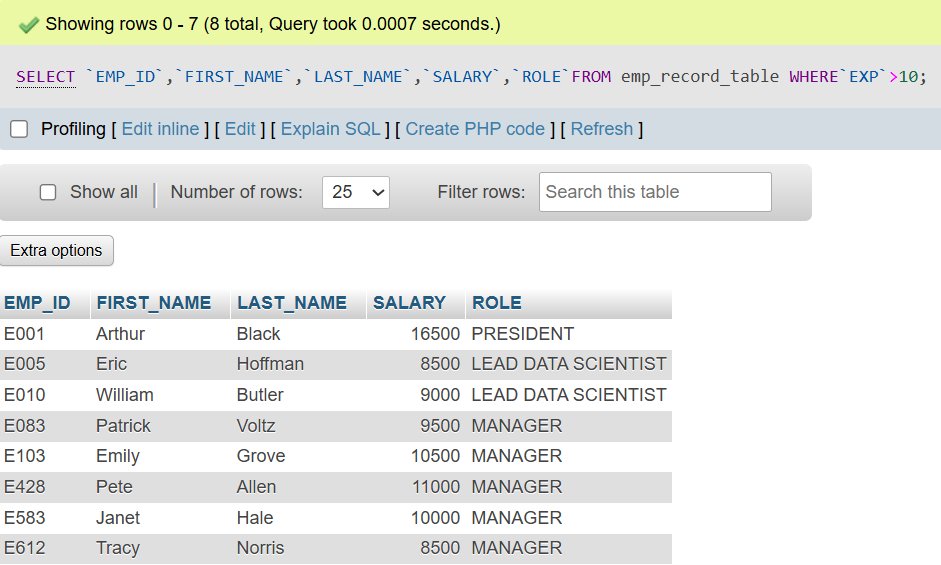 Showing rows 0 - 7 (8 total, Query took 0.0007 seconds.)
SELECT `EMP_ID`,`FIRST_NAME`,`LAST_NAME`,`SALARY`,`ROLE`FROM emp_record_table WHERE`EXP`>10;
Profiling [ Edit inline ] [ Edit ] [ Explain SQL ] [ Create PHP code ] [ Refresh ]
Show all | Number of rows: 25 Filter rows: Search this table
Extra options
EMP_ID FIRST_NAME LAST_NAME SALARY ROLE
E001 Arthur Black 16500 PRESIDENT
E005 Eric Hoffman 8500 LEAD DATA SCIENTIST
E010 William Butler 9000 LEAD DATA SCIENTIST
E083 Patrick Voltz 9500 MANAGER
E103 Emily Grove 10500 MANAGER
E428 Pete Allen 11000 MANAGER
E583 Janet Hale 10000 MANAGER
E612 Tracy Norris 8500 MANAGER